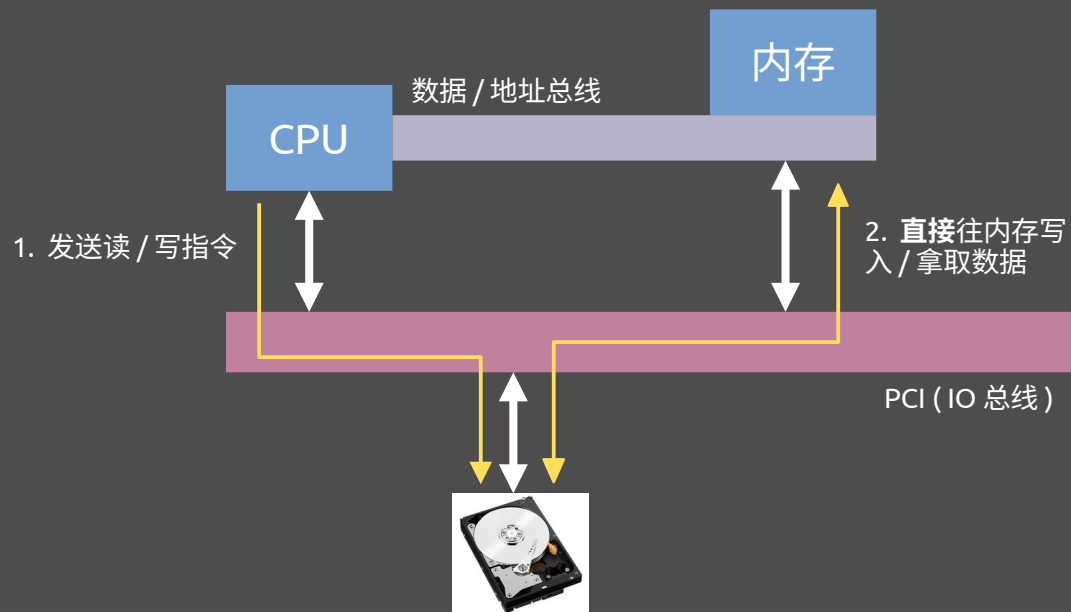 内存
数据 / 地址总线
CPU
1. 发送读 / 写指令
2. 直接往内存写
入 / 拿取数据
PCI ( IO 总线 )